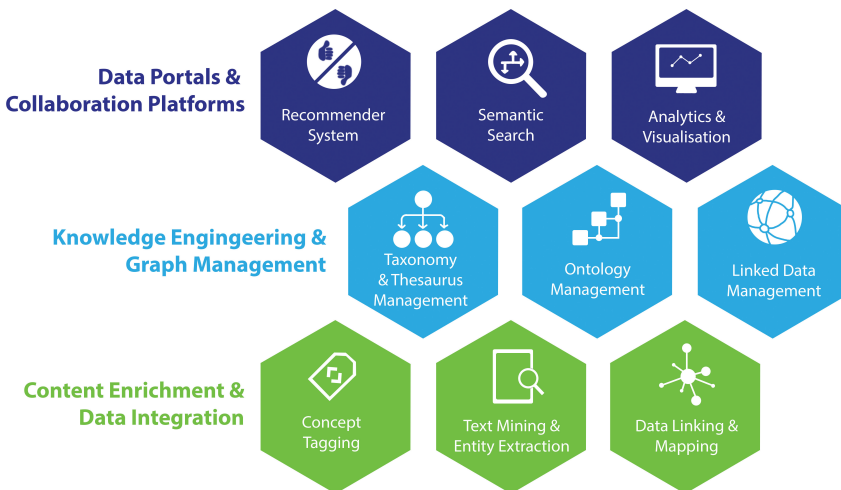 Data Portals &
Collaboration Platforms
Recommender
System
Semantic
Search
Analytics &
Visualisation
Knowledge Engingeering &
Graph Management
Taxonomy
& Thesaurus
Management
Ontology
Management
Linked Data
Management
Content Enrichment &
Data Integration
Concept
Tagging
Text Mining &
Entity Extraction
Data Linking &
Mapping